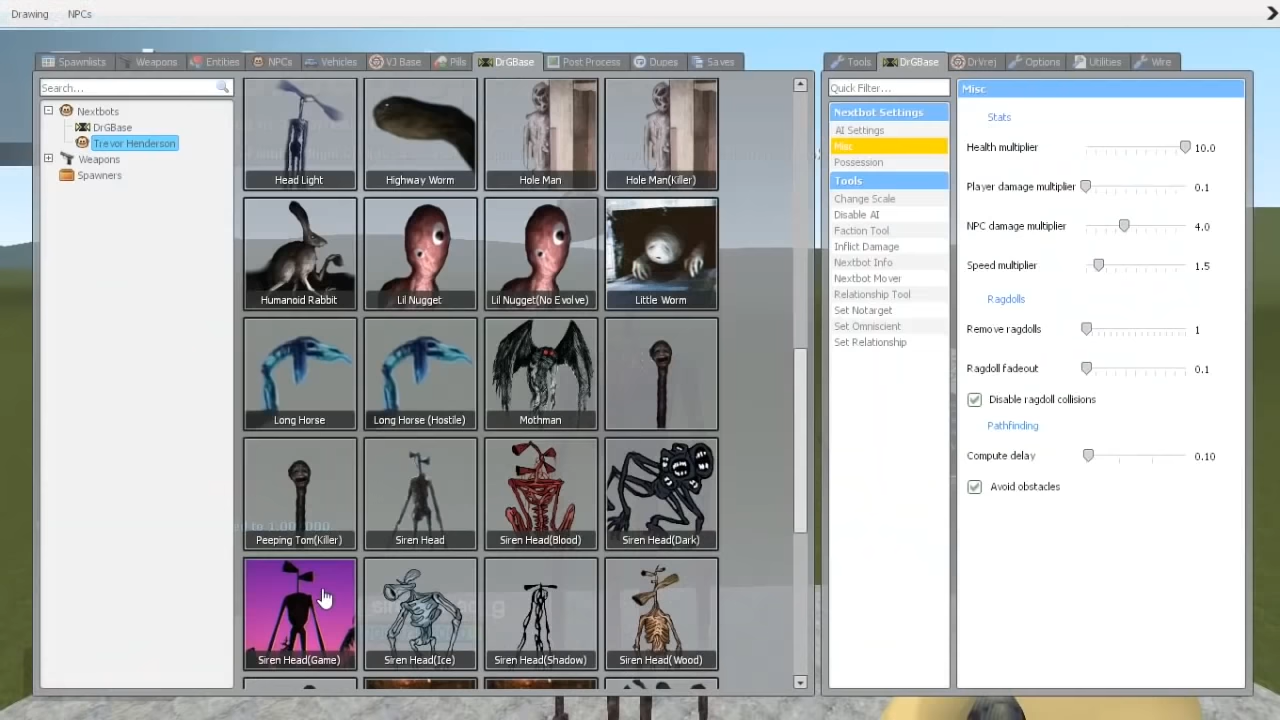 Drawing NPCs
Spawnlists Weapons Entities NPCs Vehicles VJ Base Pills DrGBase Post Process Dupes Saves
Tools DrGBase DrVrej Options Utilities Wire
Search...
Nextbots
DrGBase
Trevor Henderson
Weapons
Spawners
Head Light
Highway Worm
Hole Man
Hole Man(Killer)
Humanoid Rabbit
Lil Nugget
Lil Nugget(No Evolve)
Little Worm
Long Horse
Long Horse (Hostile)
Mothman
Peeping Tom(Killer)
Siren Head
Siren Head(Blood)
Siren Head(Dark)
Siren Head(Game)
Siren Head(Ice)
Siren Head(Shadow)
Siren Head(Wood)
Quick Filter...
Nextbot Settings
AI Settings
Misc
Possession
Tools
Change Scale
Disable AI
Faction Tool
Inflict Damage
Nextbot Info
Nextbot Mover
Relationship Tool
Set Notarget
Set Omniscient
Set Relationship
Misc
Stats
Health multiplier 10.0
Player damage multiplier 0.1
NPC damage multiplier 4.0
Speed multiplier 1.5
Ragdolls
Remove ragdolls 1
Ragdoll fadeout 0.1
Disable ragdoll collisions
Pathfinding
Compute delay 0.10
Avoid obstacles